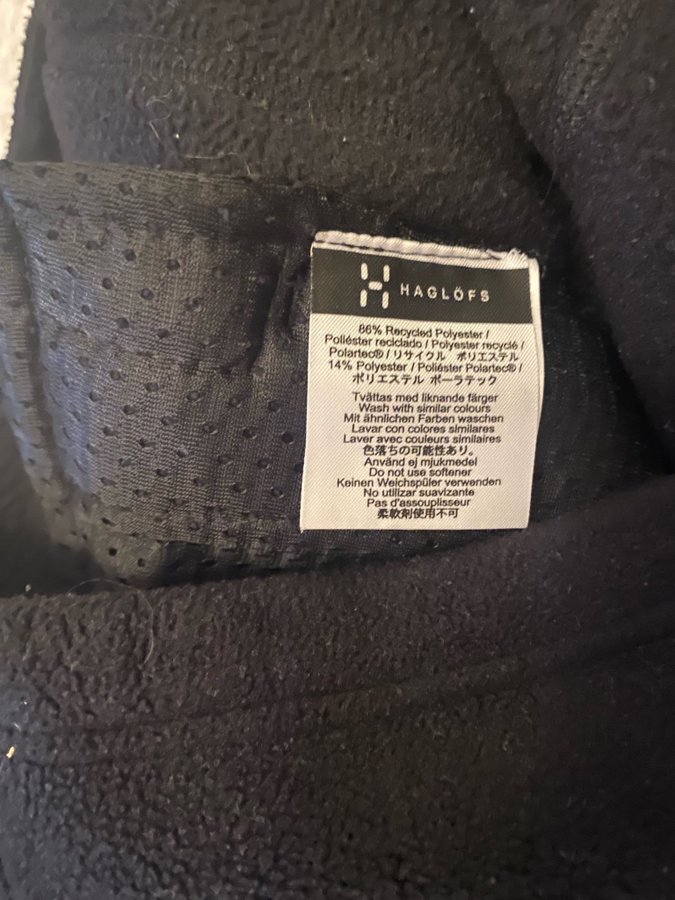 HAGLÖFS
86% Recycled Polyester /
Poliéster reciclado / Polyester recyclé /
Polartec® / リサイクル ポリエステル
14% Polyester / Poliéster Polartec® /
ポリエステル ポーラテック
Tvättas med liknande färger
Wash with similar colours
Mit ähnlichen Farben waschen
Lavar con colores similares
Laver avec couleurs similaires
色落ちの可能性あり。
Använd ej mjukmedel
Do not use softener
Keinen Weichspüler verwenden
No utilizar suavizante
Pas d'assouplisseur
柔軟剤使用不可